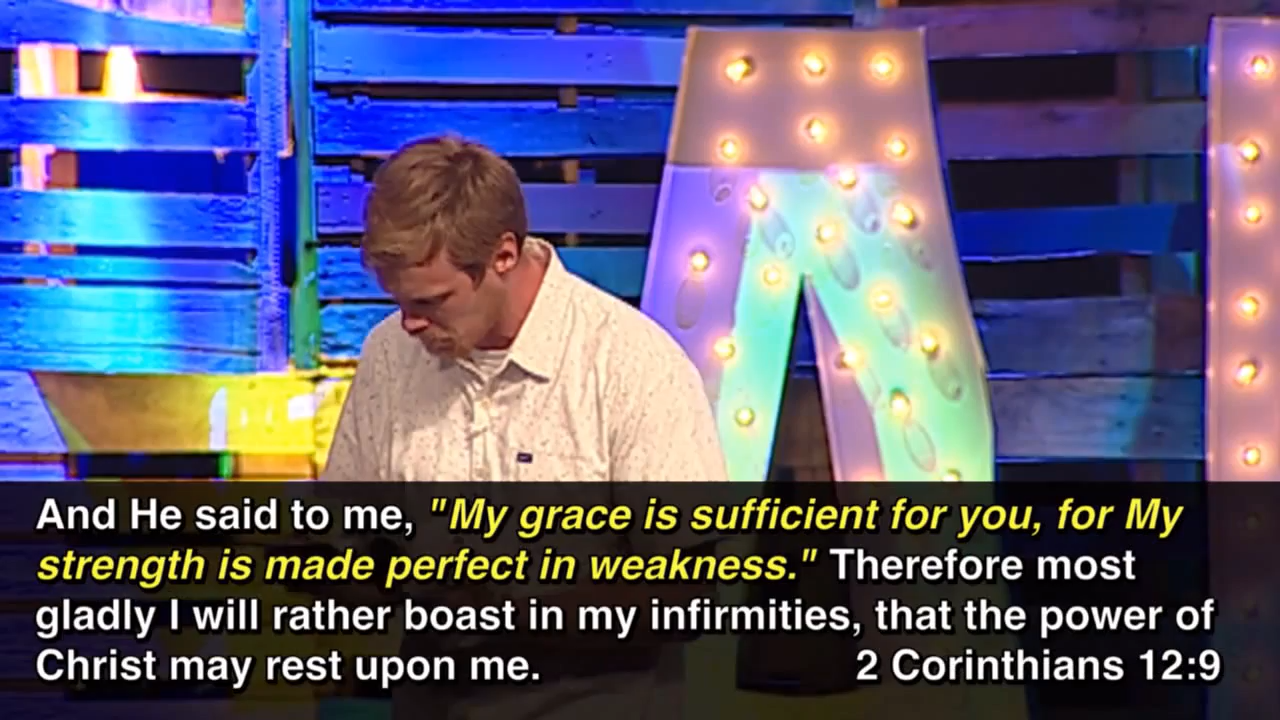 And He said to me, "My grace is sufficient for you, for My
strength is made perfect in weakness." Therefore most
gladly I will rather boast in my infirmities, that the power of
Christ may rest upon me. 2 Corinthians 12:9